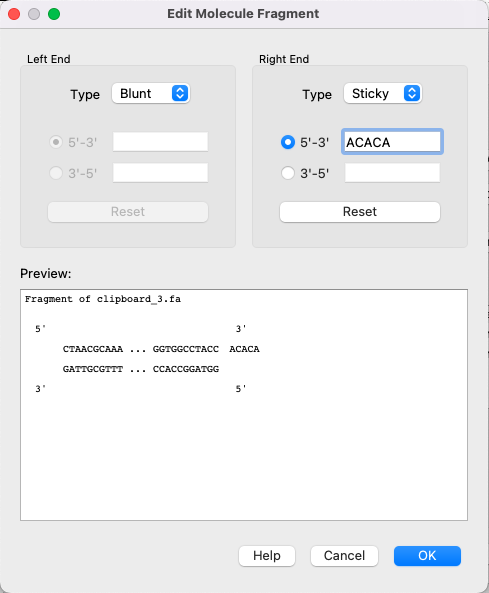 Edit Molecule Fragment
Left End
Right End
Type Blunt
Type Sticky
5'-3'
5'-3' ACACA
3'-5'
3'-5'
Reset
Reset
Preview:
Fragment of clipboard_3.fa
5' 3'
CTAACGCAAA ... GGTGGCCTACC ACACA
GATTGCGTTT ... CCACCGGATGG
3' 5'
Help
Cancel
OK